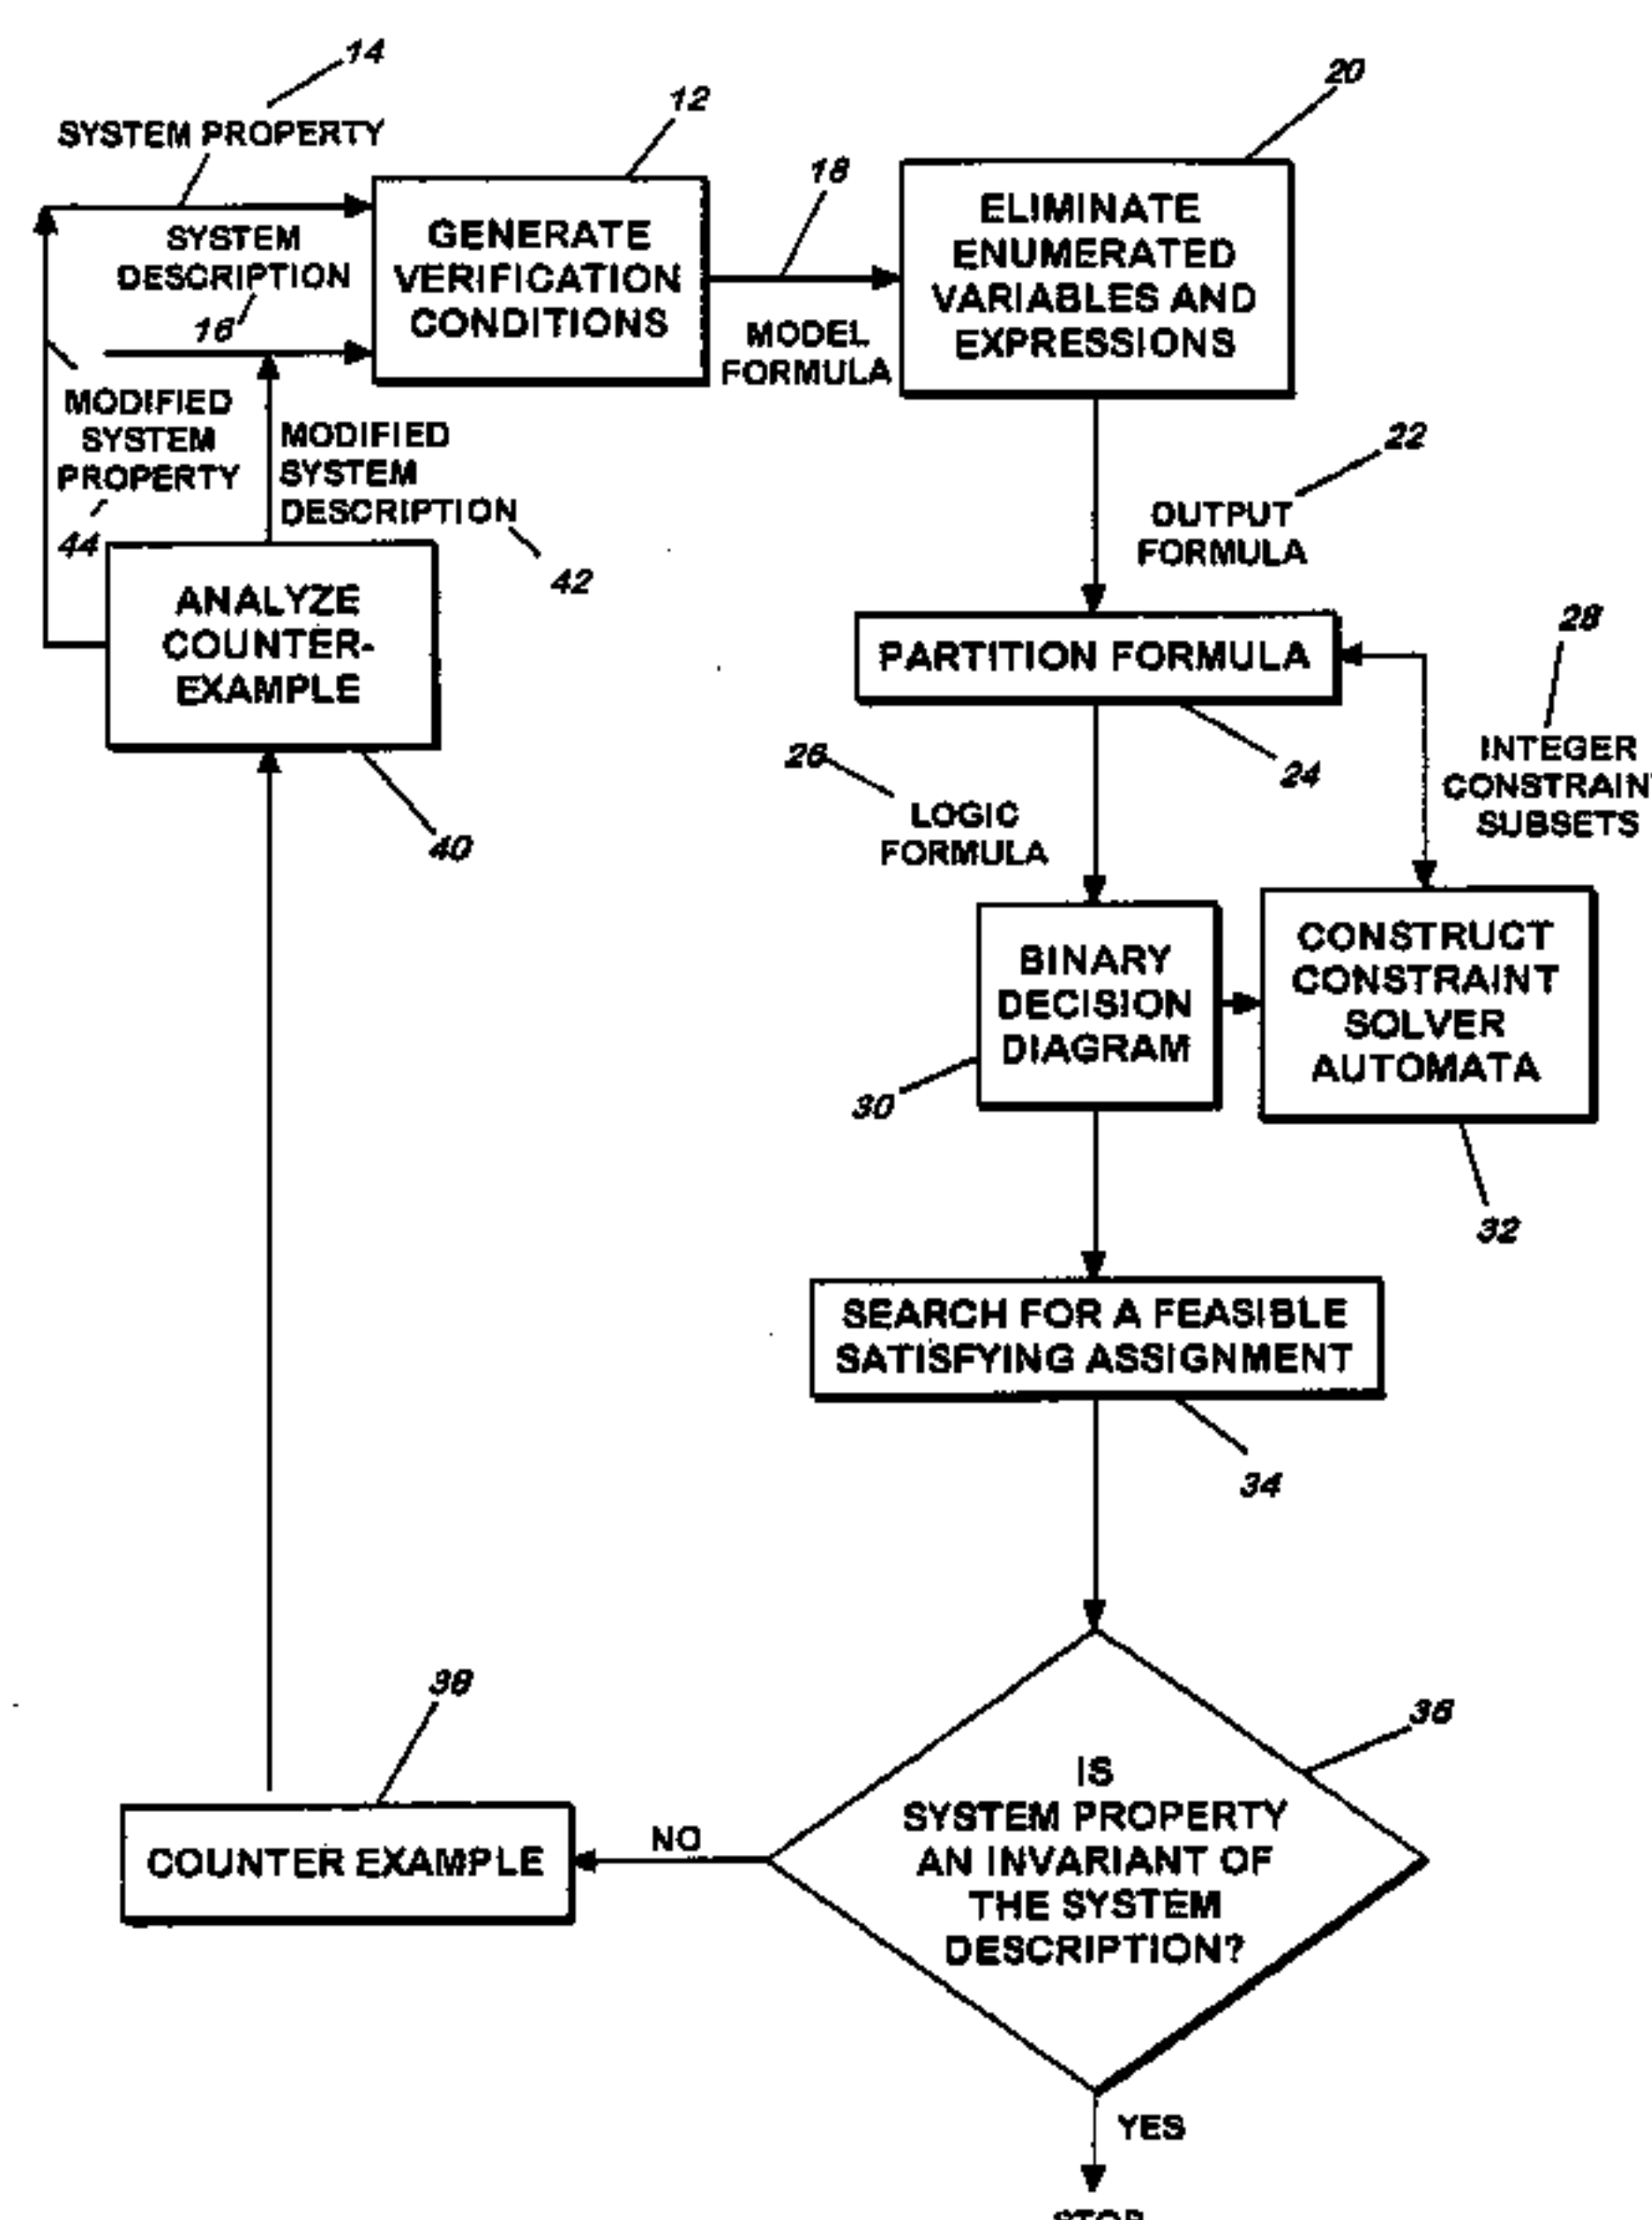 14
SYSTEM PROPERTY
12
20
18
SYSTEM
DESCRIPTION
16
GENERATE
VERIFICATION
CONDITIONS
MODEL
FORMULA
ELIMINATE
ENUMERATED
VARIABLES AND
EXPRESSIONS
MODIFIED
SYSTEM
PROPERTY
44
MODIFIED
SYSTEM
DESCRIPTION
42
22
OUTPUT
FORMULA
ANALYZE
COUNTER-
EXAMPLE
40
PARTITION FORMULA
24
28
INTEGER
CONSTRAIN
SUBSETS
26
LOGIC
FORMULA
BINARY
DECISION
DIAGRAM
30
CONSTRUCT
CONSTRAINT
SOLVER
AUTOMATA
32
SEARCH FOR A FEASIBLE
SATISFYING ASSIGNMENT
34
38
36
IS
SYSTEM PROPERTY
AN INVARIANT OF
THE SYSTEM
DESCRIPTION?
NO
COUNTER EXAMPLE
YES